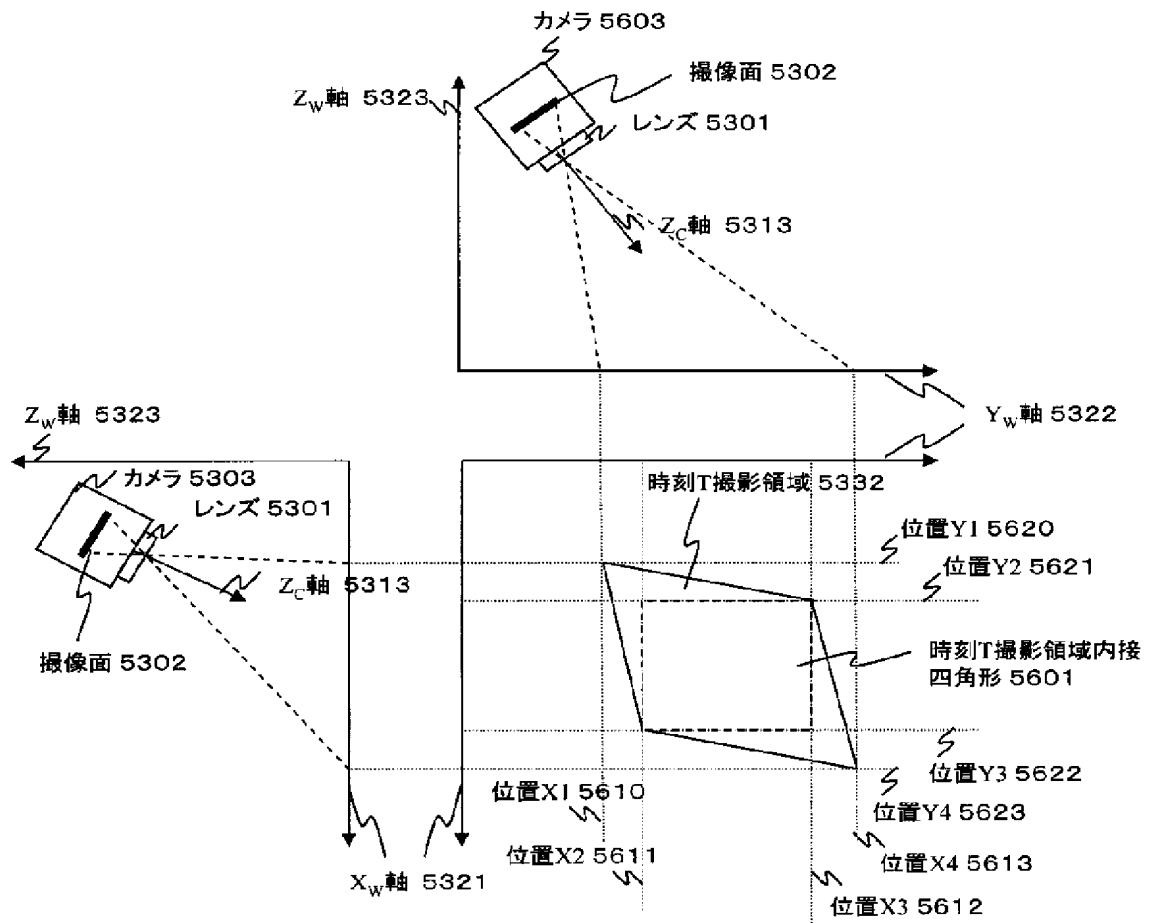 カメラ 5603
撮像面 5302
Z_W軸 5323
レンズ 5301
Z_C軸 5313
Z_W軸 5323
Y_W軸 5322
カメラ 5303
レンズ 5301
時刻T撮影領域 5332
位置Y1 5620
位置Y2 5621
Z_C軸 5313
撮像面 5302
時刻T撮影領域内接
四角形 5601
位置Y3 5622
位置X1 5610
位置Y4 5623
位置X2 5611
位置X4 5613
X_W軸 5321
位置X3 5612